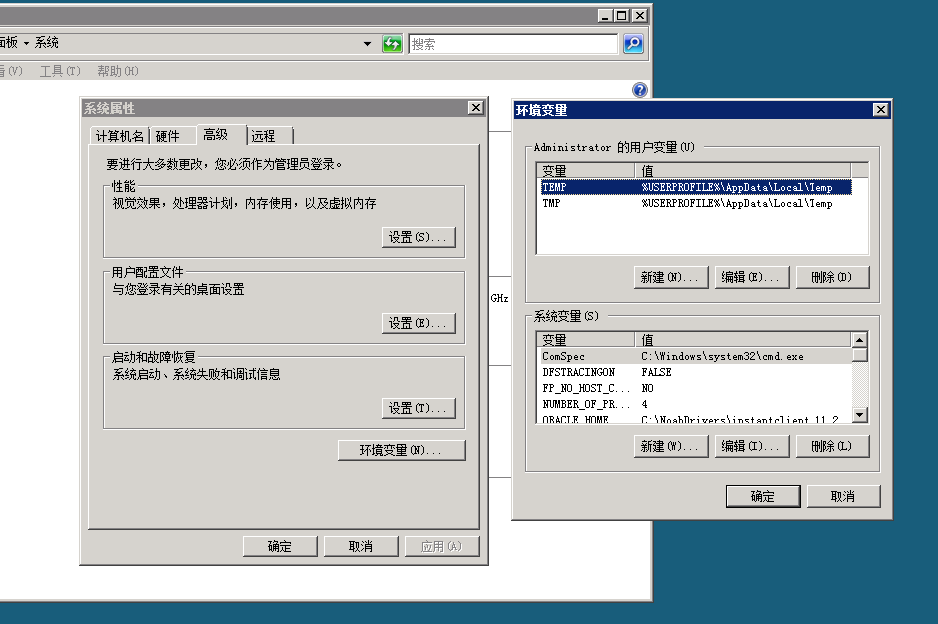 面板 系统
搜索
看(V) 工具(T) 帮助(H)
系统属性
计算机名 硬件 高级 远程
要进行大多数更改，您必须作为管理员登录。
性能
视觉效果，处理器计划，内存使用，以及虚拟内存
设置(S)...
用户配置文件
与您登录有关的桌面设置
设置(E)...
启动和故障恢复
系统启动、系统失败和调试信息
设置(T)...
环境变量(N)...
确定 取消 应用(A)
GHz
环境变量
Administrator 的用户变量(U)
变量 值
TEMP %USERPROFILE%\AppData\Local\Temp
TMP %USERPROFILE%\AppData\Local\Temp
新建(N)... 编辑(E)... 删除(D)
系统变量(S)
变量 值
ComSpec C:\Windows\system32\cmd.exe
DFSTRACINGON FALSE
FP_NO_HOST_C... NO
NUMBER_OF_PR... 4
ORACLE_HOME C:\NoahDrivers\instantclient_11_2
新建(W)... 编辑(I)... 删除(L)
确定 取消